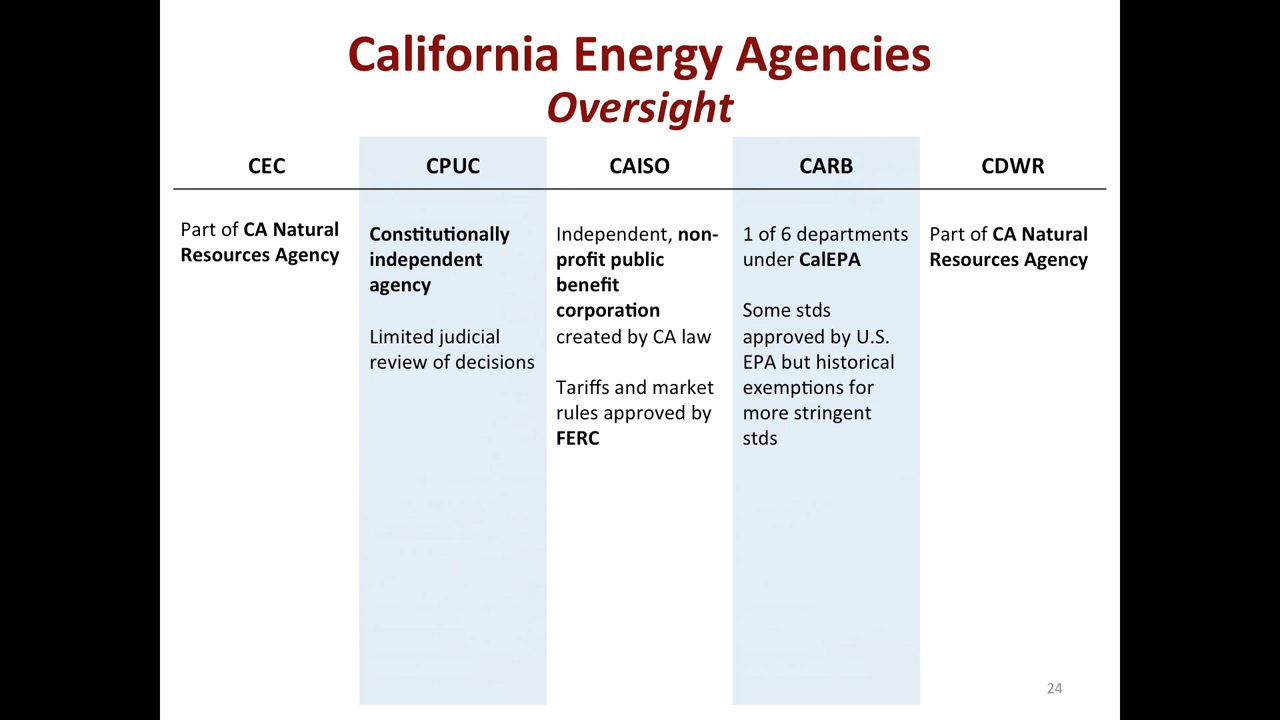 California Energy Agencies
Oversight
CEC
CPUC
CAISO
CARB
CDWR
Part of CA Natural
Resources Agency
Constitutionally
independent
agency
Limited judicial
review of decisions
Independent, non-
profit public
benefit
corporation
created by CA law
Tariffs and market
rules approved by
FERC
1 of 6 departments
under CalEPA
Some stds
approved by U.S.
EPA but historical
exemptions for
more stringent
stds
Part of CA Natural
Resources Agency
24